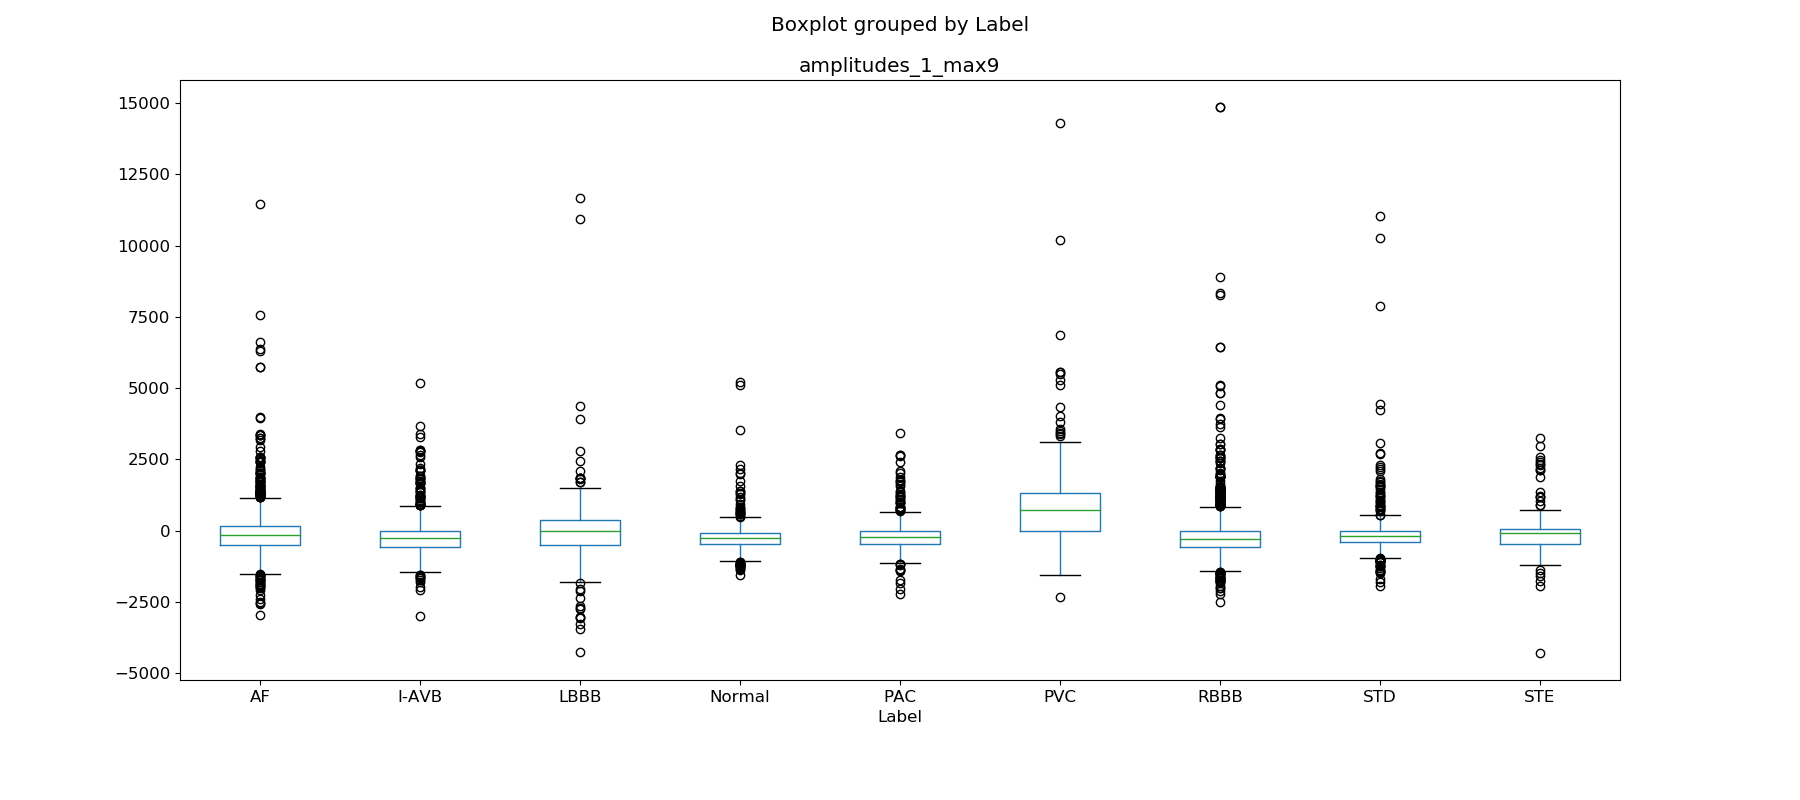 Boxplot grouped by Label
amplitudes_1_max9
15000
12500
10000
7500
5000
2500
0
−2500
−5000
AF I-AVB LBBB Normal PAC PVC RBBB STD STE
Label